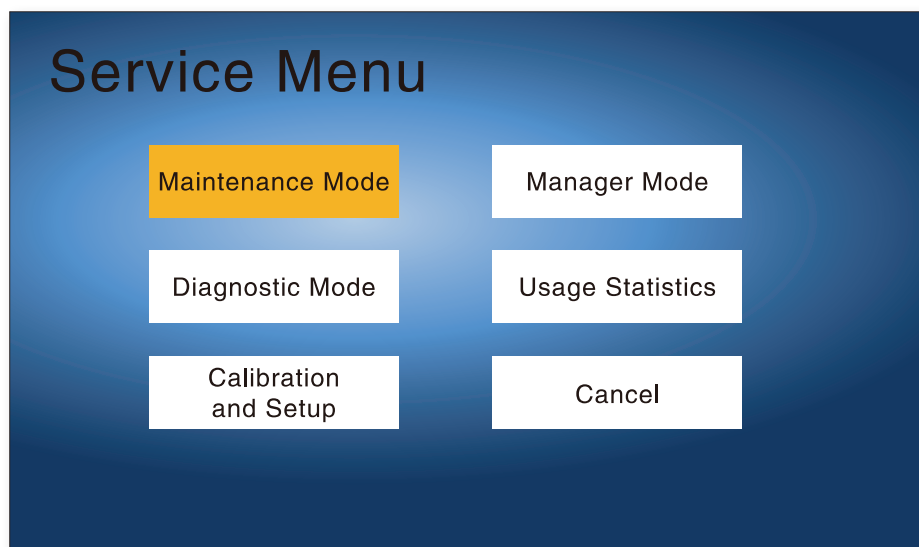 Service Menu
Maintenance Mode
Manager Mode
Diagnostic Mode
Usage Statistics
Calibration
and Setup
Cancel